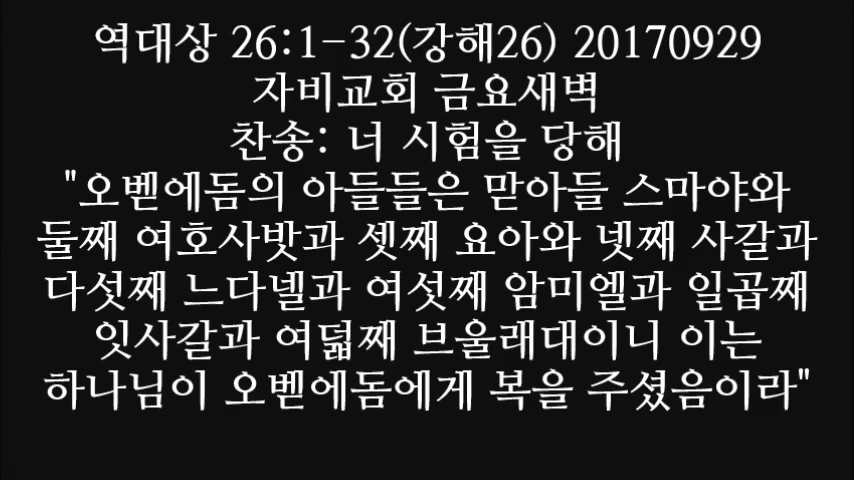 역대상 26:1-32(강해26) 20170929
자비교회 금요새벽
찬송: 너 시험을 당해
"오벧에돔의 아들들은 맏아들 스마야와
둘째 여호사밧과 셋째 요아와 넷째 사갈과
다섯째 느다넬과 여섯째 암미엘과 일곱째
잇사갈과 여덟째 브울래대이니 이는
하나님이 오벧에돔에게 복을 주셨음이라"